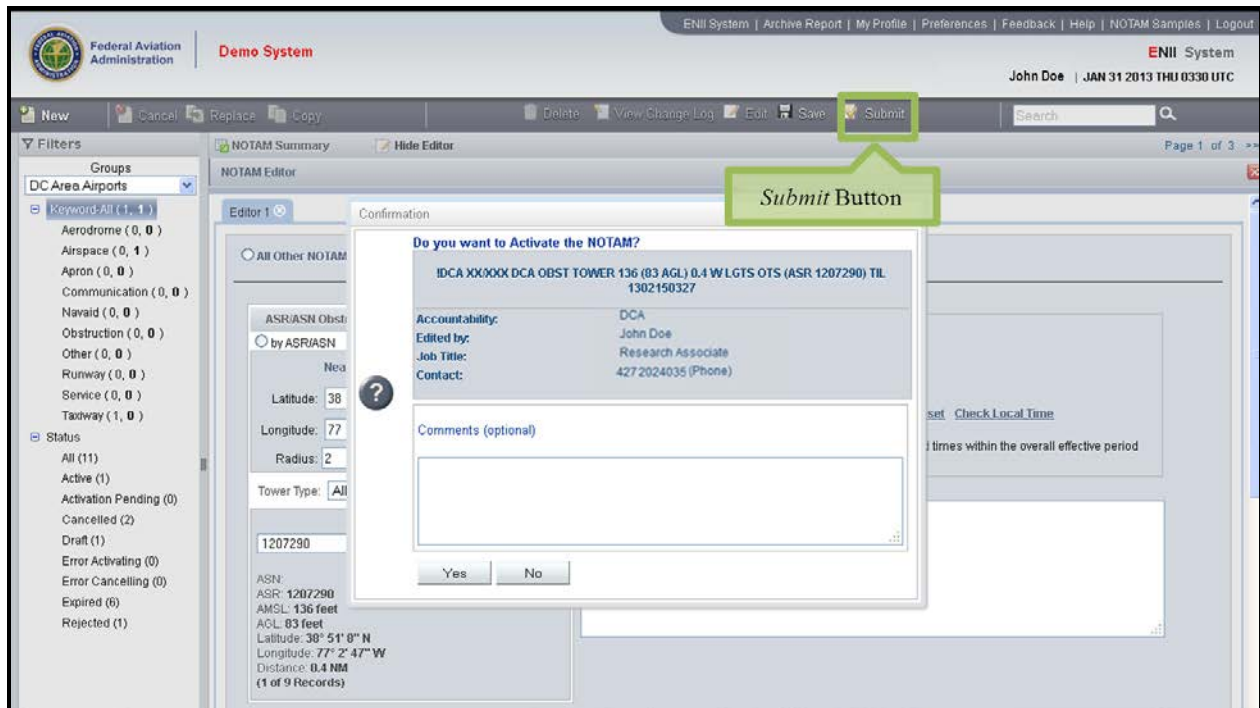 ENII System | Archive Report | My Profile | Preferences | Feedback | Help | NOTAM Samples | Logout
Federal Aviation
Administration
Demo System
ENII System
John Doe | JAN 31 2013 THU 0330 UTC
New Cancel Replace Copy Delete View Change Log Edit Save Submit Search
Filters
NOTAM Summary Hide Editor Page 1 of 3 »
Groups
DC Area Airports
NOTAM Editor
Submit Button
Keyword-All (1, 1)
Aerodrome (0, 0)
Airspace (0, 1)
Apron (0, 0)
Communication (0, 0)
Navaid (0, 0)
Obstruction (0, 0)
Other (0, 0)
Runway (0, 0)
Service (0, 0)
Taxiway (1, 0)
Status
All (11)
Active (1)
Activation Pending (0)
Cancelled (2)
Draft (1)
Error Activating (0)
Error Cancelling (0)
Expired (6)
Rejected (1)
Editor 1
All Other NOTAM
ASR/ASN Obst
by ASR/ASN
Nea
Latitude: 38
Longitude: 77
Radius: 2
Tower Type: All
1207290
ASN:
ASR: 1207290
AMSL: 136 feet
AGL: 83 feet
Latitude: 38° 51' 8" N
Longitude: 77° 2' 47" W
Distance: 0.4 NM
(1 of 9 Records)
Confirmation
Do you want to Activate the NOTAM?
!DCA XX/XXX DCA OBST TOWER 136 (83 AGL) 0.4 W LGTS OTS (ASR 1207290) TIL
1302150327
Accountability: DCA
Edited by: John Doe
Job Title: Research Associate
Contact: 427 2024035 (Phone)
?
Comments (optional)
Yes No
set Check Local Time
times within the overall effective period